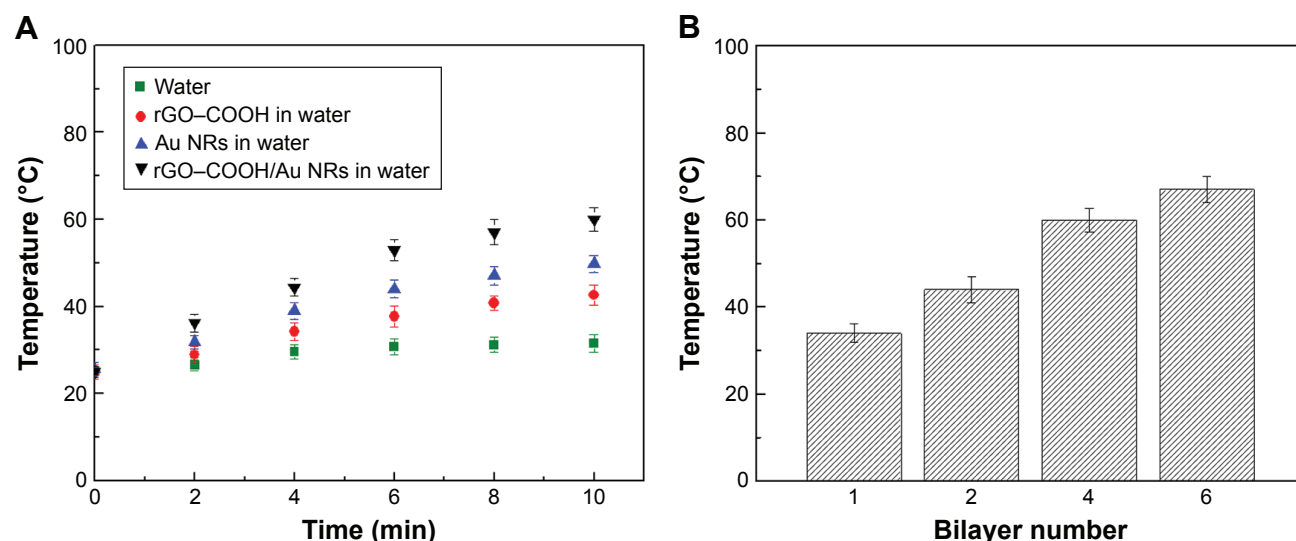 A
Temperature (°C)
100
80
60
40
20
0
Water
rGO–COOH in water
Au NRs in water
rGO–COOH/Au NRs in water
0 2 4 6 8 10
Time (min)
B
Temperature (°C)
100
80
60
40
20
0
1 2 4 6
Bilayer number